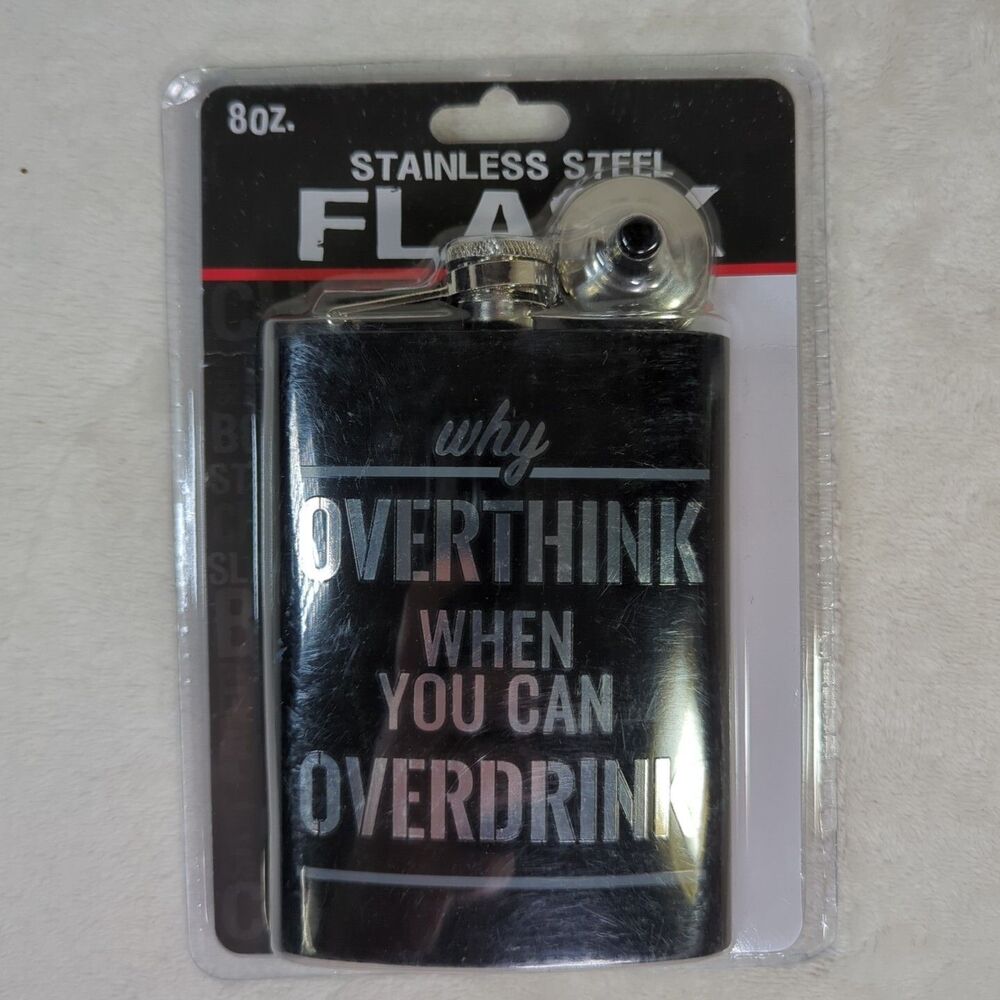 8OZ.
STAINLESS STEEL
why
OVERTHINK
WHEN
YOU CAN
OVERDRINK